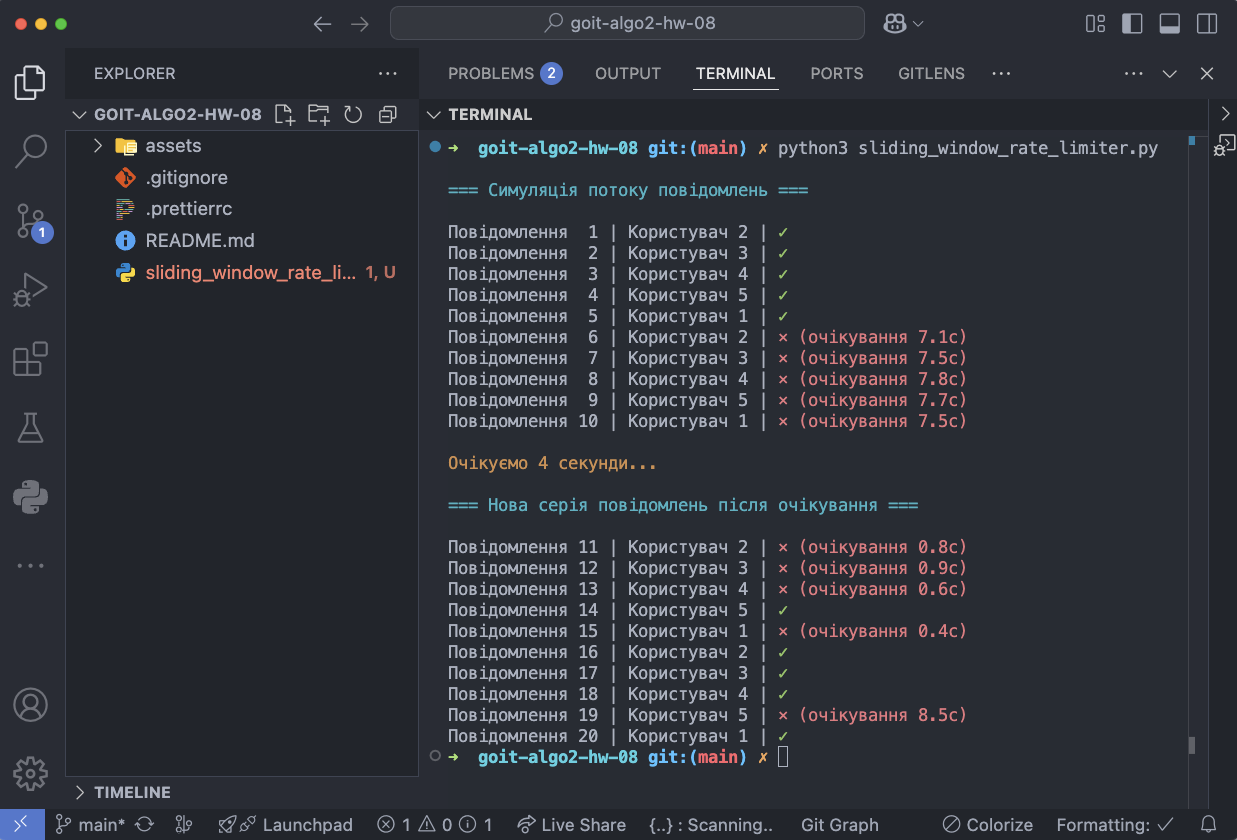 goit-algo2-hw-08
EXPLORER
GOIT-ALGO2-HW-08
assets
.gitignore
.prettierrc
README.md
sliding_window_rate_li... 1, U
1
TIMELINE
PROBLEMS 2 OUTPUT TERMINAL PORTS GITLENS
TERMINAL
➜ goit-algo2-hw-08 git:(main) ✗ python3 sliding_window_rate_limiter.py
=== Симуляція потоку повідомлень ===
Повідомлення  1 | Користувач 2 | ✓
Повідомлення  2 | Користувач 3 | ✓
Повідомлення  3 | Користувач 4 | ✓
Повідомлення  4 | Користувач 5 | ✓
Повідомлення  5 | Користувач 1 | ✓
Повідомлення  6 | Користувач 2 | × (очікування 7.1с)
Повідомлення  7 | Користувач 3 | × (очікування 7.5с)
Повідомлення  8 | Користувач 4 | × (очікування 7.8с)
Повідомлення  9 | Користувач 5 | × (очікування 7.7с)
Повідомлення 10 | Користувач 1 | × (очікування 7.5с)
Очікуємо 4 секунди...
=== Нова серія повідомлень після очікування ===
Повідомлення 11 | Користувач 2 | × (очікування 0.8с)
Повідомлення 12 | Користувач 3 | × (очікування 0.9с)
Повідомлення 13 | Користувач 4 | × (очікування 0.6с)
Повідомлення 14 | Користувач 5 | ✓
Повідомлення 15 | Користувач 1 | × (очікування 0.4с)
Повідомлення 16 | Користувач 2 | ✓
Повідомлення 17 | Користувач 3 | ✓
Повідомлення 18 | Користувач 4 | ✓
Повідомлення 19 | Користувач 5 | × (очікування 8.5с)
Повідомлення 20 | Користувач 1 | ✓
➜ goit-algo2-hw-08 git:(main) ✗
main* Launchpad 1 0 1 Live Share {..} : Scanning.. Git Graph Colorize Formatting: ✓